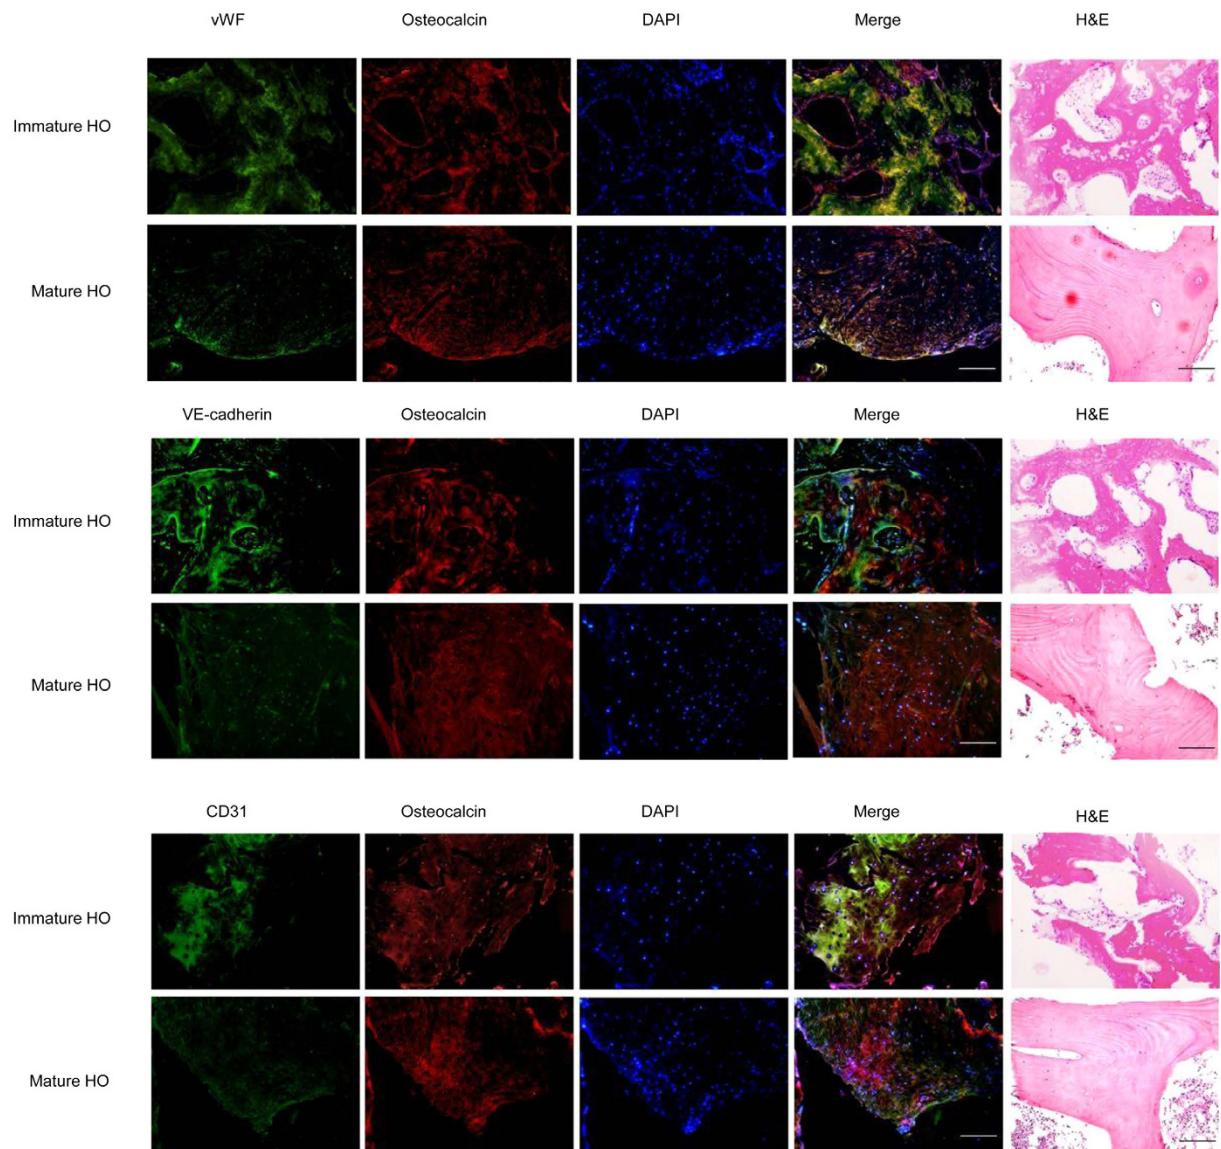 vWF Osteocalcin DAPI Merge H&E
Immature HO
Mature HO
VE-cadherin Osteocalcin DAPI Merge H&E
Immature HO
Mature HO
CD31 Osteocalcin DAPI Merge H&E
Immature HO
Mature HO